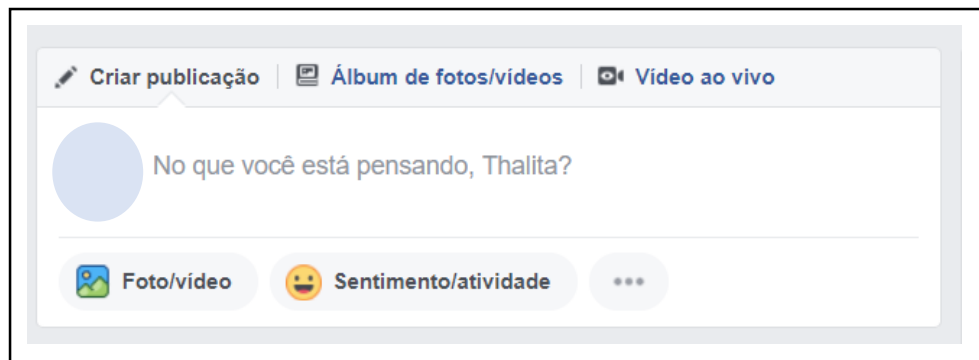 Criar publicação Álbum de fotos/vídeos Vídeo ao vivo
No que você está pensando, Thalita?
Foto/vídeo Sentimento/atividade